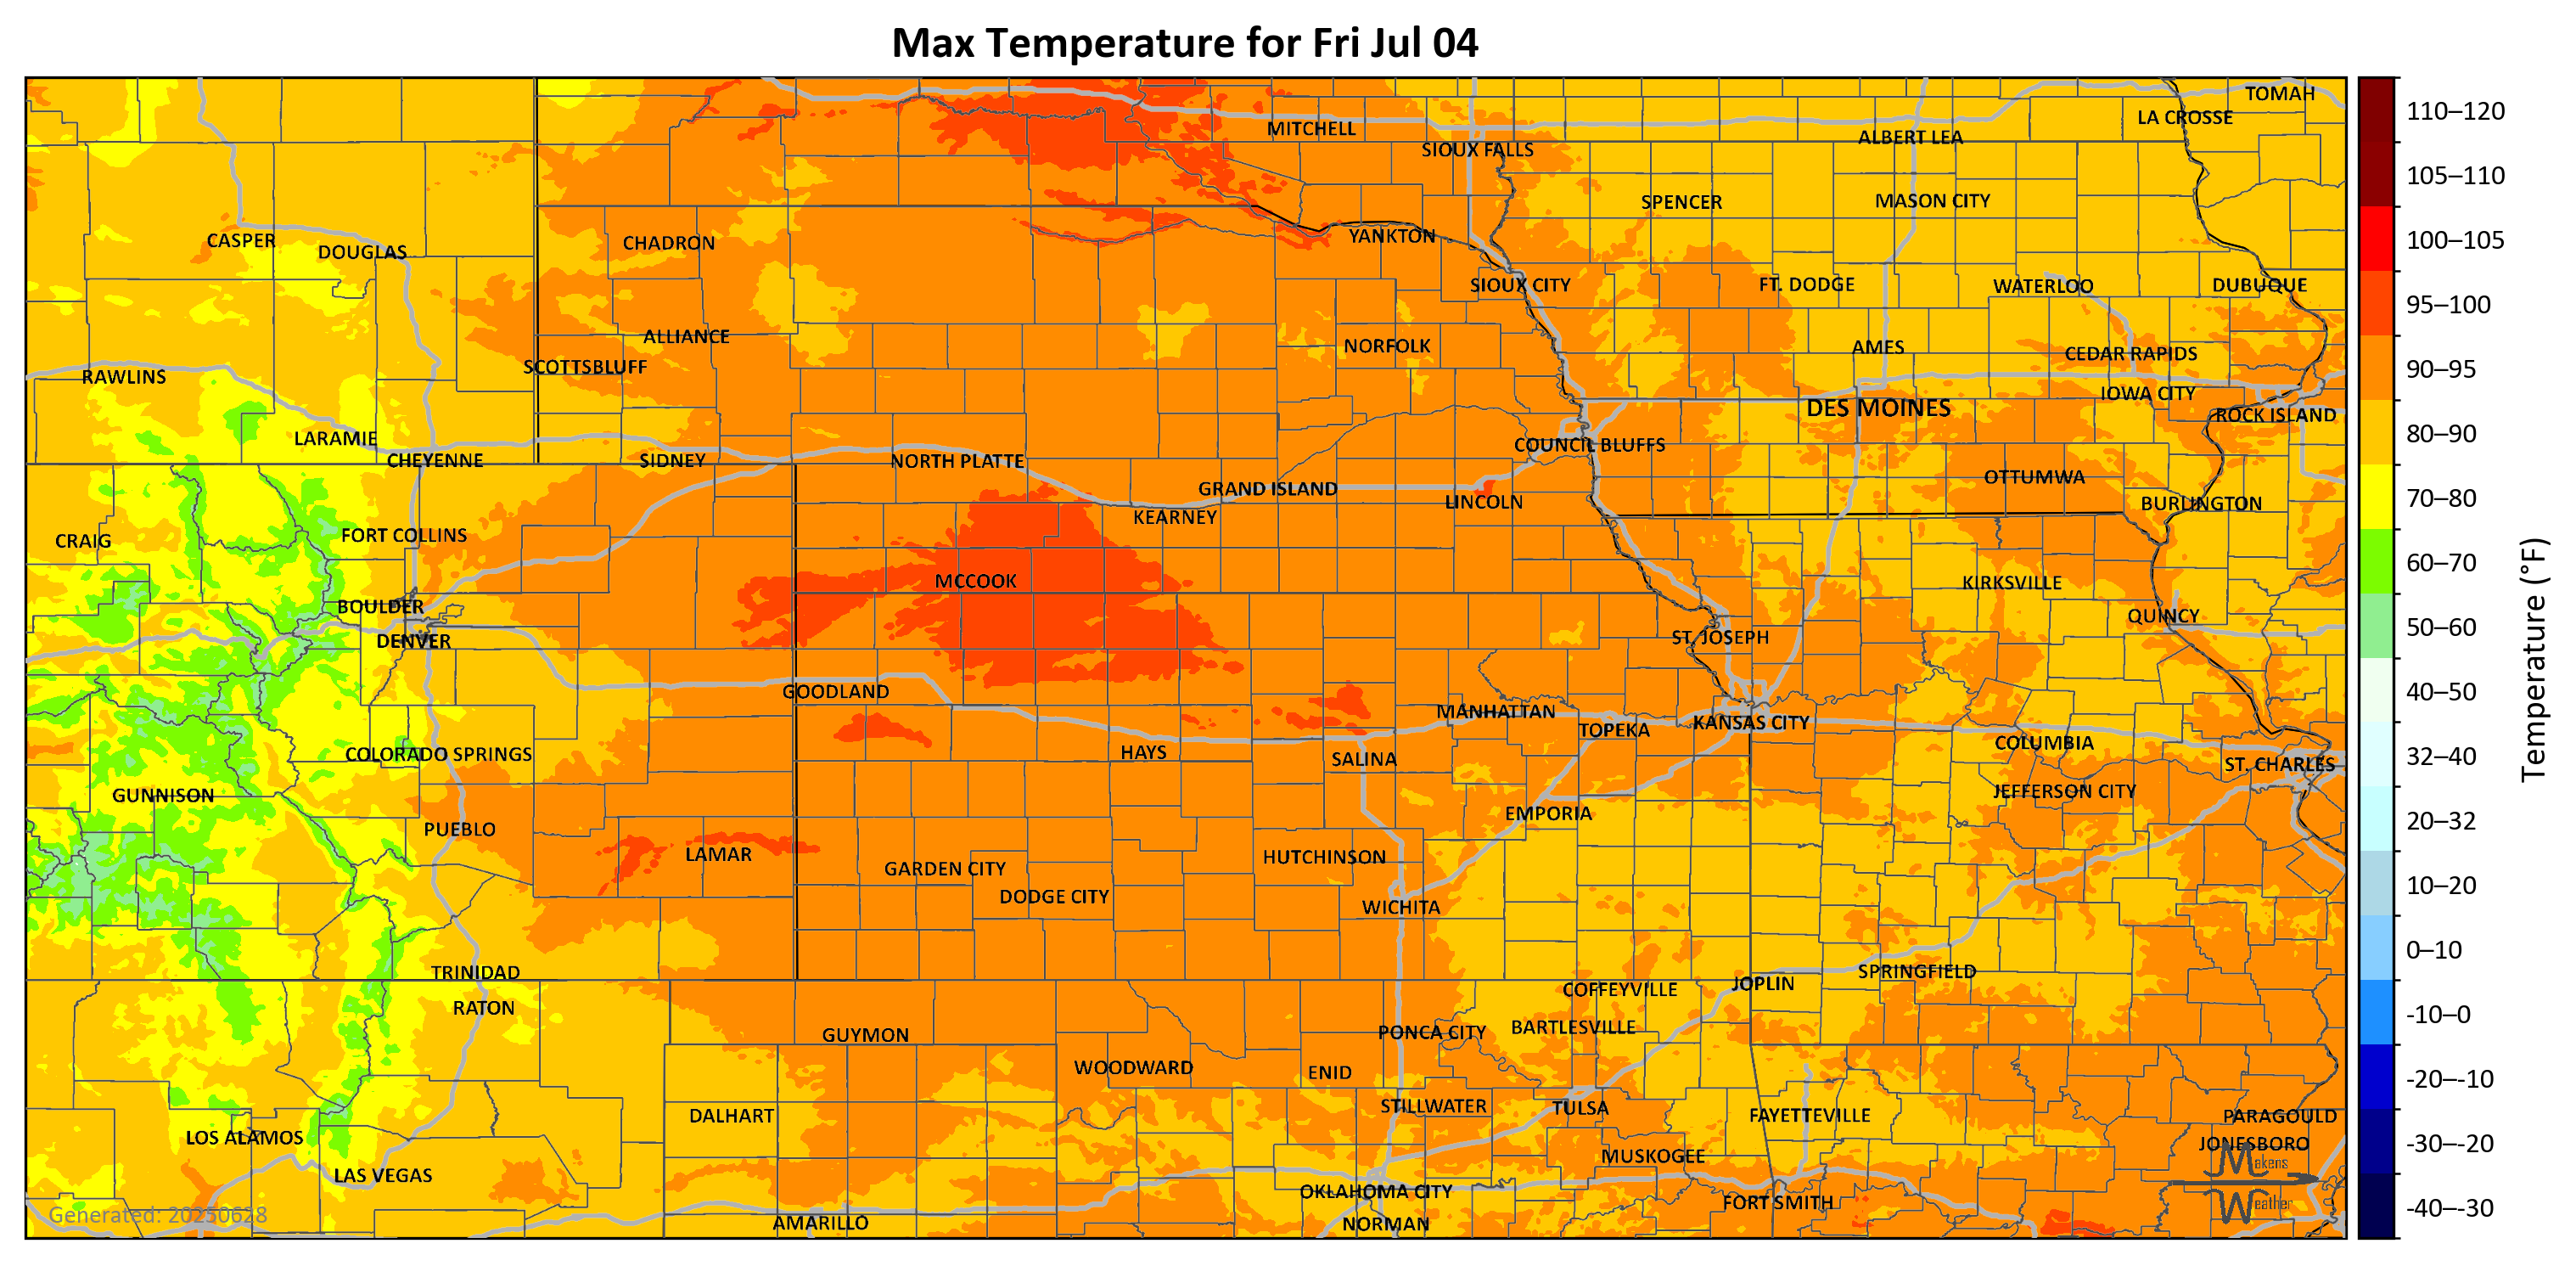 Max Temperature for Fri Jul 04
TOMAH
LA CROSSE
MITCHELL
ALBERT LEA
SIOUX FALLS
SPENCER
MASON CITY
CASPER
DOUGLAS
CHADRON
YANKTON
SIOUX CITY
FT. DODGE
WATERLOO
DUBUQUE
ALLIANCE
NORFOLK
AMES
CEDAR RAPIDS
SCOTTSBLUFF
RAWLINS
IOWA CITY
DES MOINES
ROCK ISLAND
LARAMIE
COUNCIL BLUFFS
CHEYENNE
SIDNEY
NORTH PLATTE
OTTUMWA
GRAND ISLAND
LINCOLN
BURLINGTON
KEARNEY
FORT COLLINS
CRAIG
MCCOOK
KIRKSVILLE
BOULDER
QUINCY
DENVER
ST. JOSEPH
GOODLAND
MANHATTAN
KANSAS CITY
TOPEKA
COLUMBIA
COLORADO SPRINGS
HAYS
SALINA
ST. CHARLES
GUNNISON
JEFFERSON CITY
EMPORIA
PUEBLO
LAMAR
HUTCHINSON
GARDEN CITY
DODGE CITY
WICHITA
TRINIDAD
SPRINGFIELD
JOPLIN
COFFEYVILLE
RATON
GUYMON
PONCA CITY
BARTLESVILLE
WOODWARD
ENID
STILLWATER
TULSA
DALHART
FAYETTEVILLE
PARAGOULD
LOS ALAMOS
JONESBORO
MUSKOGEE
LAS VEGAS
OKLAHOMA CITY
FORT SMITH
AMARILLO
NORMAN
Generated: 20250628
Makens
Weather
110–120
105–110
100–105
95–100
90–95
80–90
70–80
60–70
50–60
40–50
32–40
20–32
10–20
0–10
-10–0
-20–-10
-30–-20
-40–-30
Temperature (°F)